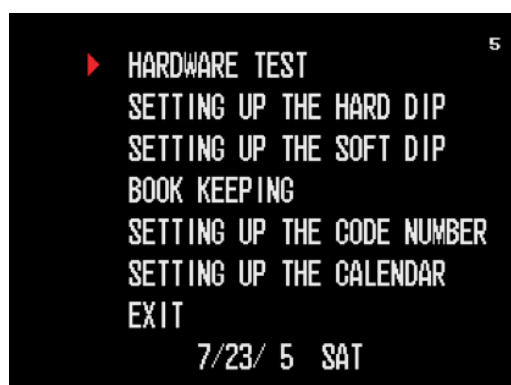 5
HARDWARE TEST
SETTING UP THE HARD DIP
SETTING UP THE SOFT DIP
BOOK KEEPING
SETTING UP THE CODE NUMBER
SETTING UP THE CALENDAR
EXIT
7/23/ 5 SAT